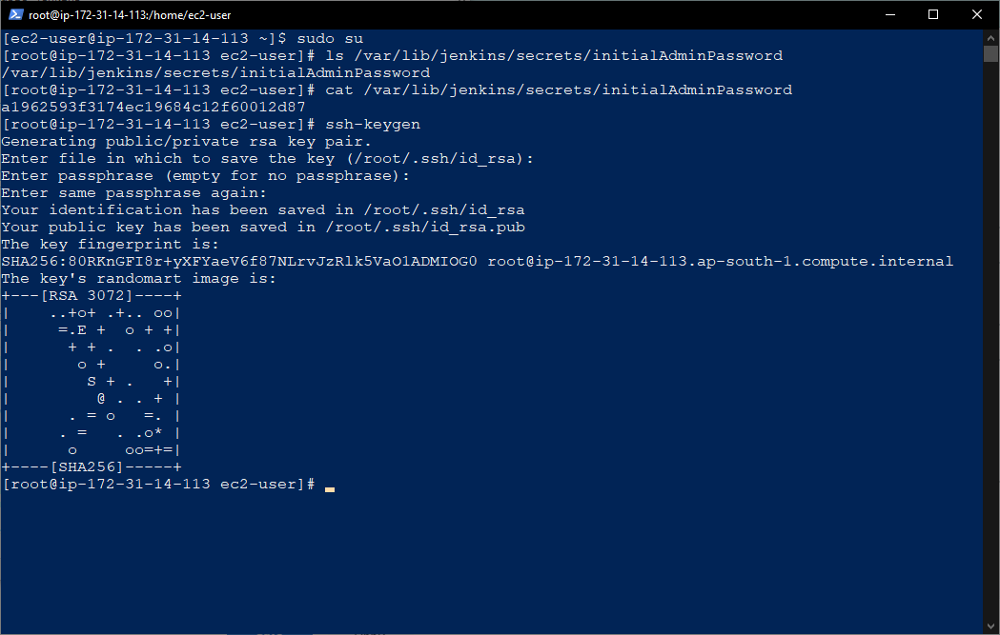 root@ip-172-31-14-113:/home/ec2-user
[ec2-user@ip-172-31-14-113 ~]$ sudo su
[root@ip-172-31-14-113 ec2-user]# ls /var/lib/jenkins/secrets/initialAdminPassword
/var/lib/jenkins/secrets/initialAdminPassword
[root@ip-172-31-14-113 ec2-user]# cat /var/lib/jenkins/secrets/initialAdminPassword
a1962593f3174ec19684c12f60012d87
[root@ip-172-31-14-113 ec2-user]# ssh-keygen
Generating public/private rsa key pair.
Enter file in which to save the key (/root/.ssh/id_rsa):
Enter passphrase (empty for no passphrase):
Enter same passphrase again:
Your identification has been saved in /root/.ssh/id_rsa
Your public key has been saved in /root/.ssh/id_rsa.pub
The key fingerprint is:
SHA256:80RKnGFI8r+yXFYaeV6f87NLrvJzRlk5VaO1ADMIOG0 root@ip-172-31-14-113.ap-south-1.compute.internal
The key's randomart image is:
+---[RSA 3072]----+
|    ..+o+ .+.. oo|
|     =.E +  o + +|
|      + + .  . .o|
|       o +     o.|
|        S + .   +|
|         @ . . + |
|      . = o   =. |
|     . =   . .o* |
|      o     oo=+=|
+----[SHA256]-----+
[root@ip-172-31-14-113 ec2-user]#